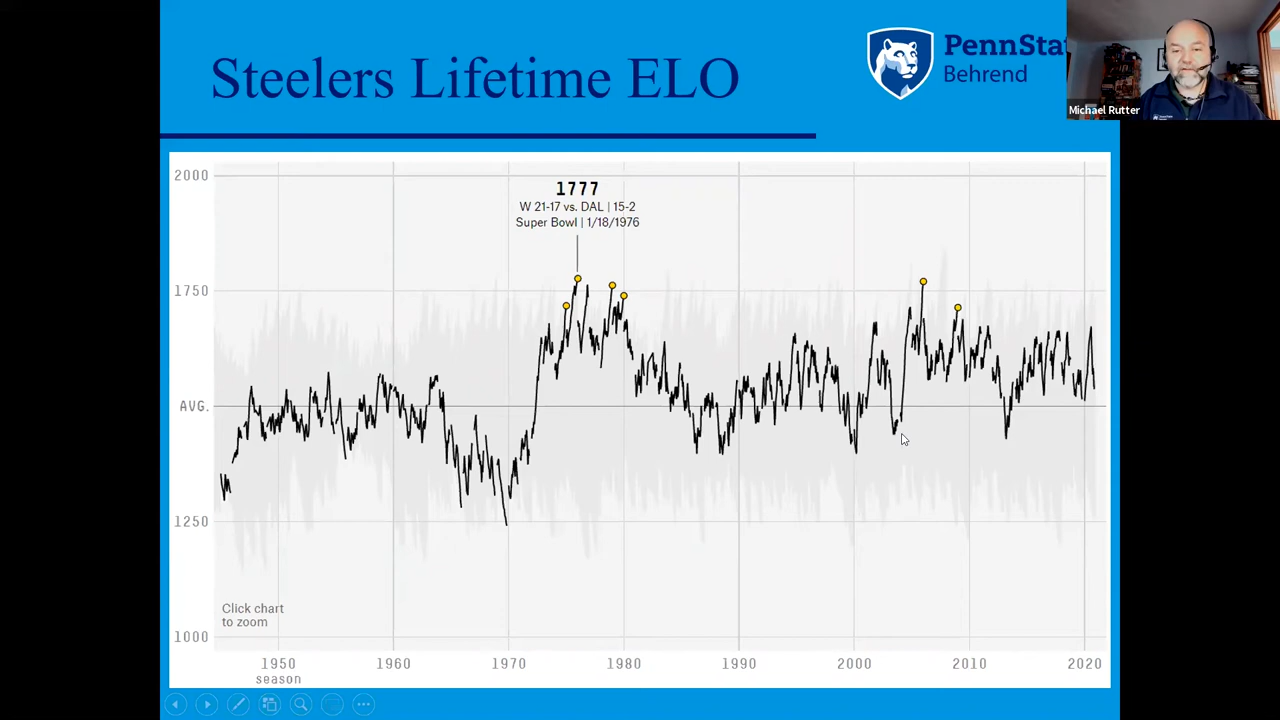 Steelers Lifetime ELO
PennSta
Behrend
Michael Rutter
2000
1777
W 21-17 vs. DAL | 15-2
Super Bowl | 1/18/1976
1750
AVG.
1250
Click chart
to zoom
1000
1950 1960 1970 1980 1990 2000 2010 2020
season